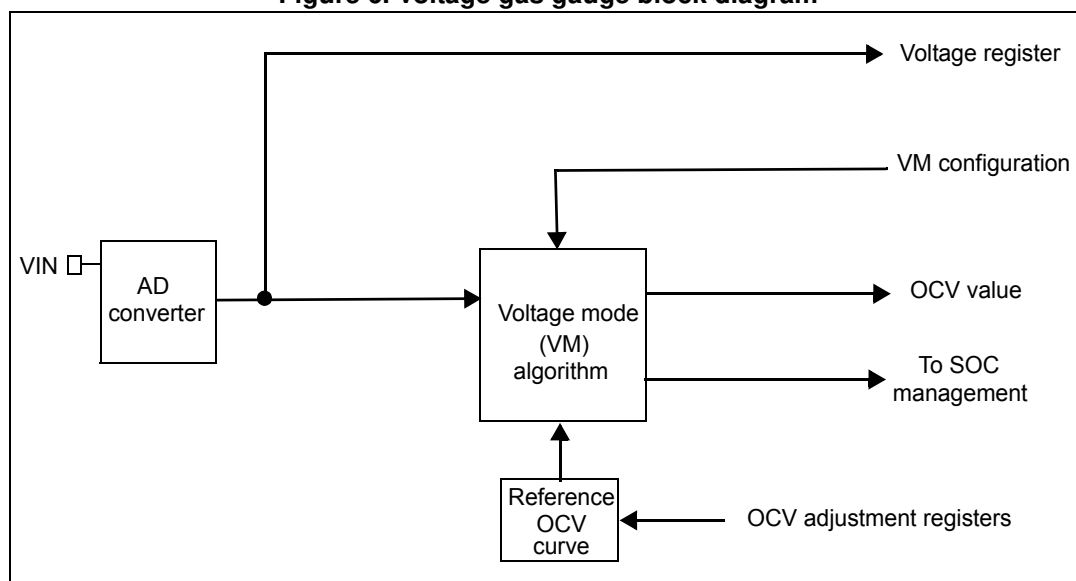 Figure 6. Voltage gas gauge block diagram
Voltage register
VM configuration
VIN
AD
converter
Voltage mode
(VM)
algorithm
OCV value
To SOC
management
Reference
OCV
curve
OCV adjustment registers